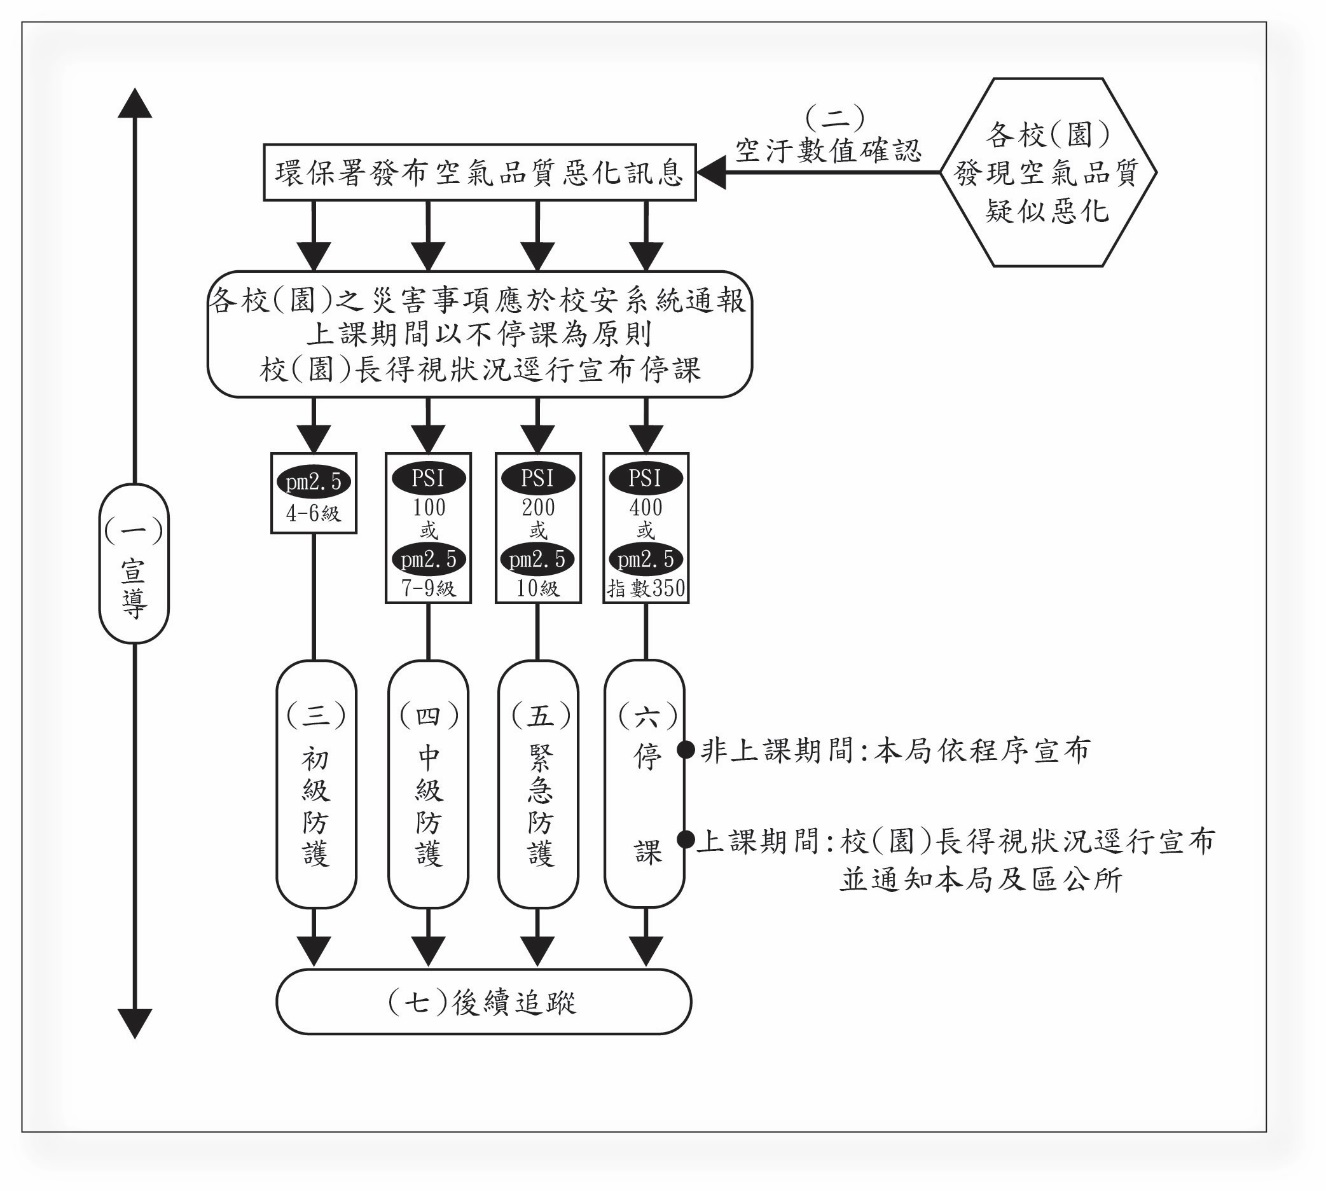 各校(園)
發現空氣品質
疑似惡化
(二)
空汙數值確認
環保署發布空氣品質惡化訊息
各校(園)之災害事項應於校安系統通報
上課期間以不停課為原則
校(園)長得視狀況逕行宣布停課
(一)
宣
導
pm2.5
4-6級
PSI
100
或
pm2.5
7-9級
PSI
200
或
pm2.5
10級
PSI
400
或
pm2.5
指數350
(三)
初
級
防
護
(四)
中
級
防
護
(五)
緊
急
防
護
(六)
停
課
非上課期間:本局依程序宣布
上課期間:校(園)長得視狀況逕行宣布
並通知本局及區公所
(七)後續追蹤